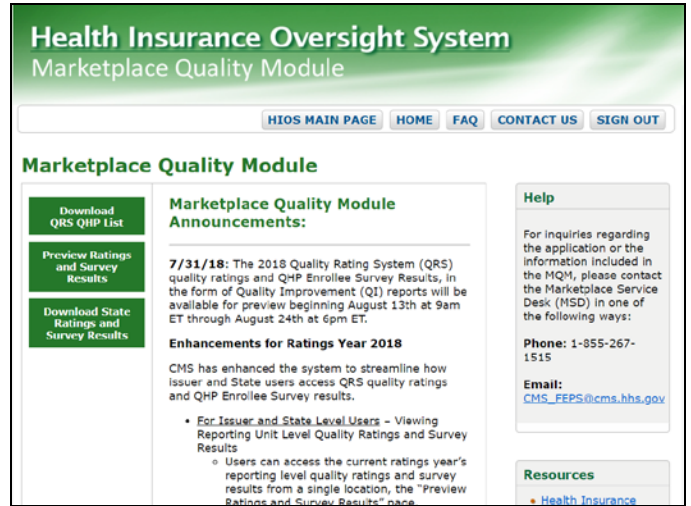 Health Insurance Oversight System
Marketplace Quality Module
HIOS MAIN PAGE HOME FAQ CONTACT US SIGN OUT
Marketplace Quality Module
Download
QRS QHP List
Preview Ratings
and Survey
Results
Download State
Ratings and
Survey Results
Marketplace Quality Module
Announcements:
7/31/18: The 2018 Quality Rating System (QRS)
quality ratings and QHP Enrollee Survey Results, in
the form of Quality Improvement (QI) reports will be
available for preview beginning August 13th at 9am
ET through August 24th at 6pm ET.
Enhancements for Ratings Year 2018
CMS has enhanced the system to streamline how
issuer and State users access QRS quality ratings
and QHP Enrollee Survey results.
• For Issuer and State Level Users – Viewing
Reporting Unit Level Quality Ratings and Survey
Results
o Users can access the current ratings year's
reporting level quality ratings and survey
results from a single location, the "Preview
Ratings and Survey Results" page
Help
For inquiries regarding
the application or the
information included in
the MQM, please contact
the Marketplace Service
Desk (MSD) in one of
the following ways:
Phone: 1-855-267-
1515
Email:
CMS_FEPS@cms.hhs.gov
Resources
• Health Insurance